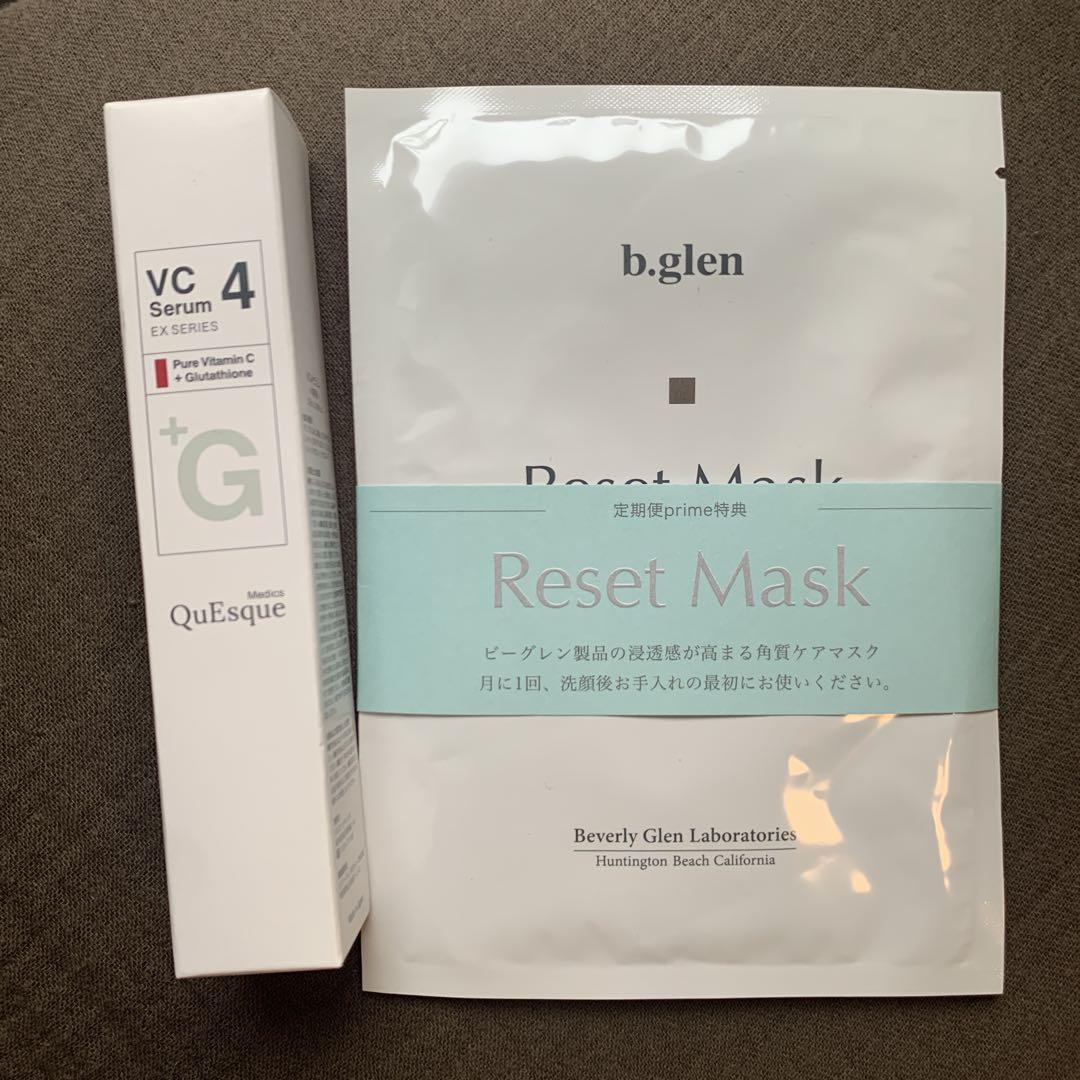 VC
Serum 4
EX SERIES
Pure Vitamin C
+ Glutathione
+G
Medics
QuEsque
b.glen
Reset Mask
定期便prime特典
Reset Mask
ビーグレン製品の浸透感が高まる角質ケアマスク
月に1回、洗顔後お手入れの最初にお使いください。
Beverly Glen Laboratories
Huntington Beach California